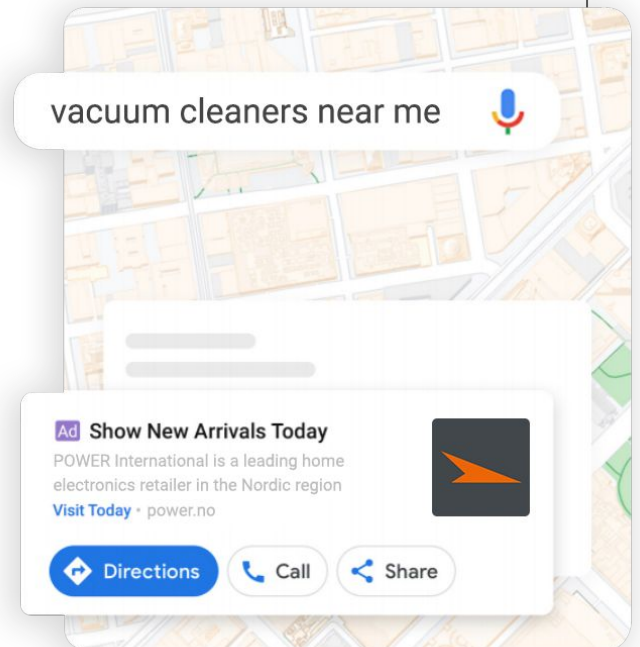 vacuum cleaners near me
Ad Show New Arrivals Today
POWER International is a leading home
electronics retailer in the Nordic region
Visit Today • power.no
Directions Call Share